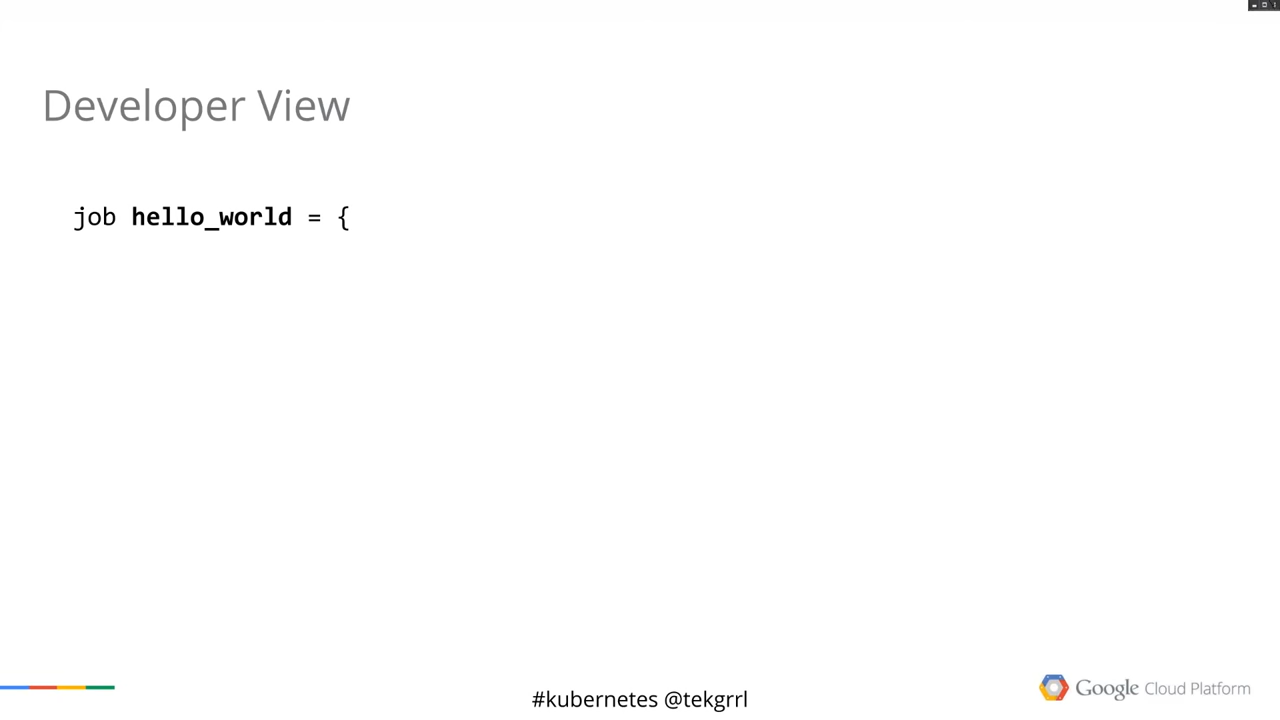 Developer View
job hello_world = {
#kubernetes @tekgrrl
Google Cloud Platform